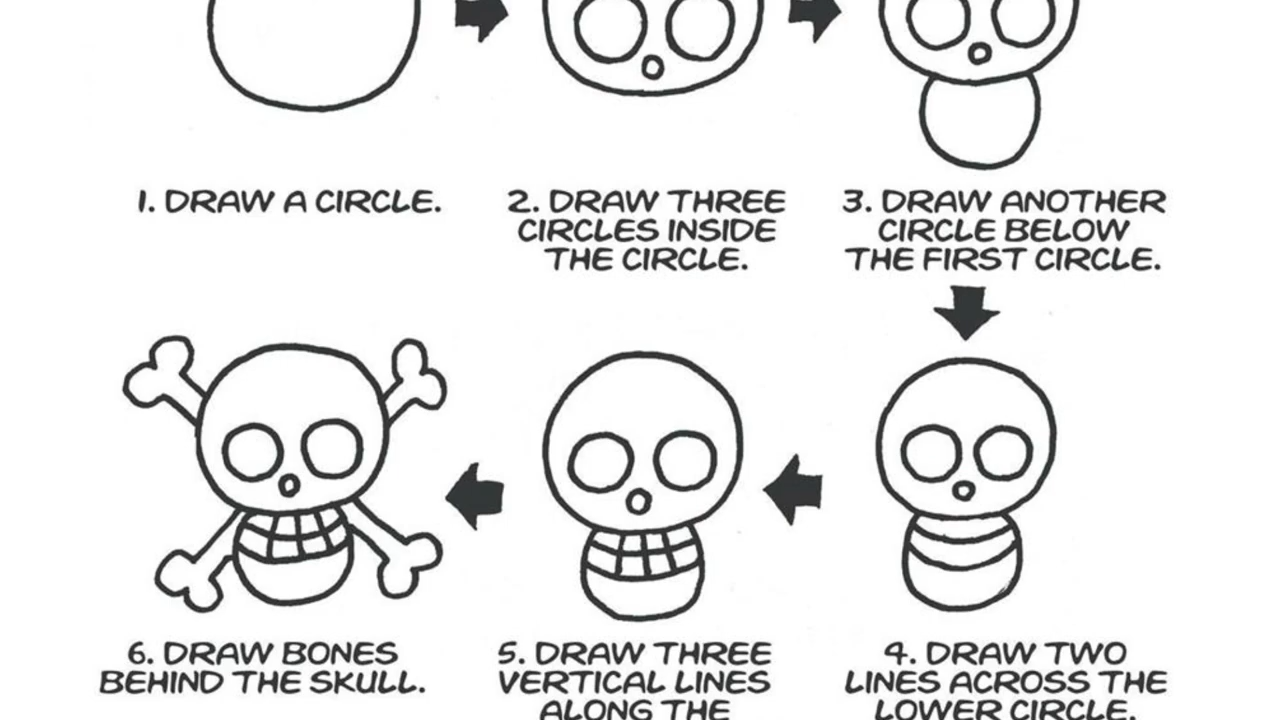 1. DRAW A CIRCLE.
2. DRAW THREE
CIRCLES INSIDE
THE CIRCLE.
3. DRAW ANOTHER
CIRCLE BELOW
THE FIRST CIRCLE.
4. DRAW TWO
LINES ACROSS THE
LOWER CIRCLE.
5. DRAW THREE
VERTICAL LINES
ALONG THE
6. DRAW BONES
BEHIND THE SKULL.